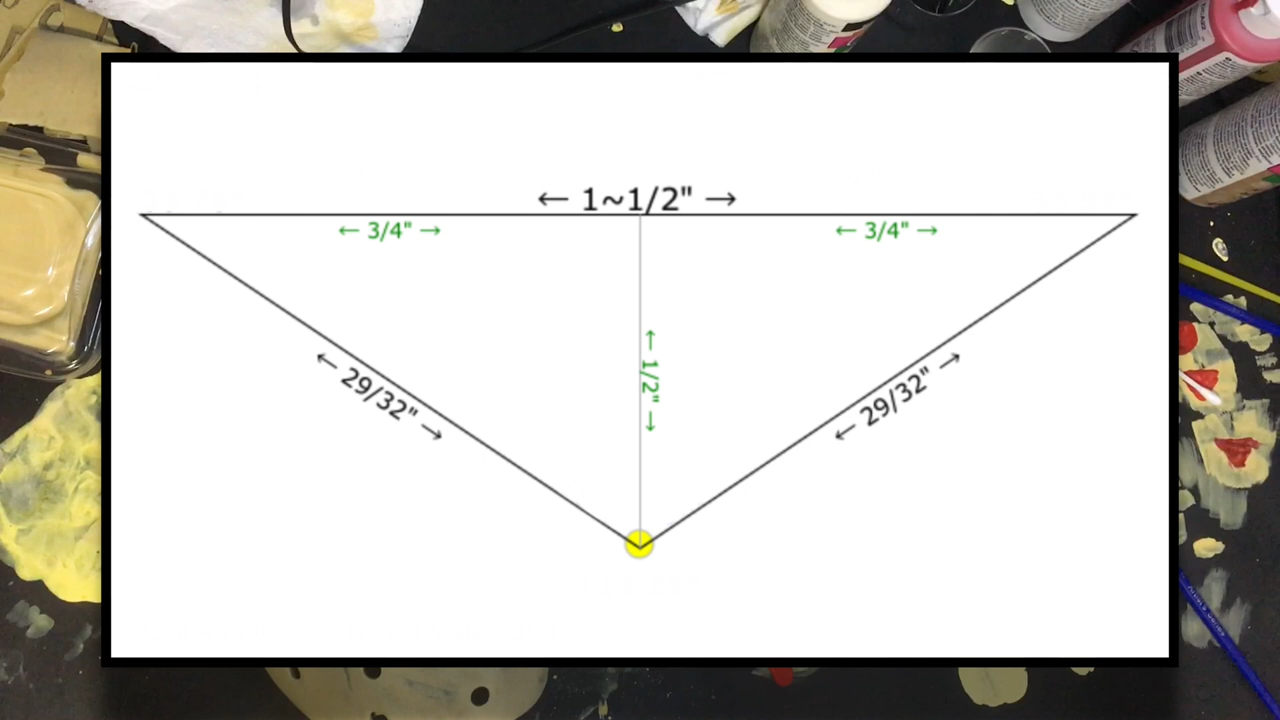 ← 1~1/2" →
← 3/4" → ← 3/4" →
← 1/2" →
← 29/32" → ← 29/32" →